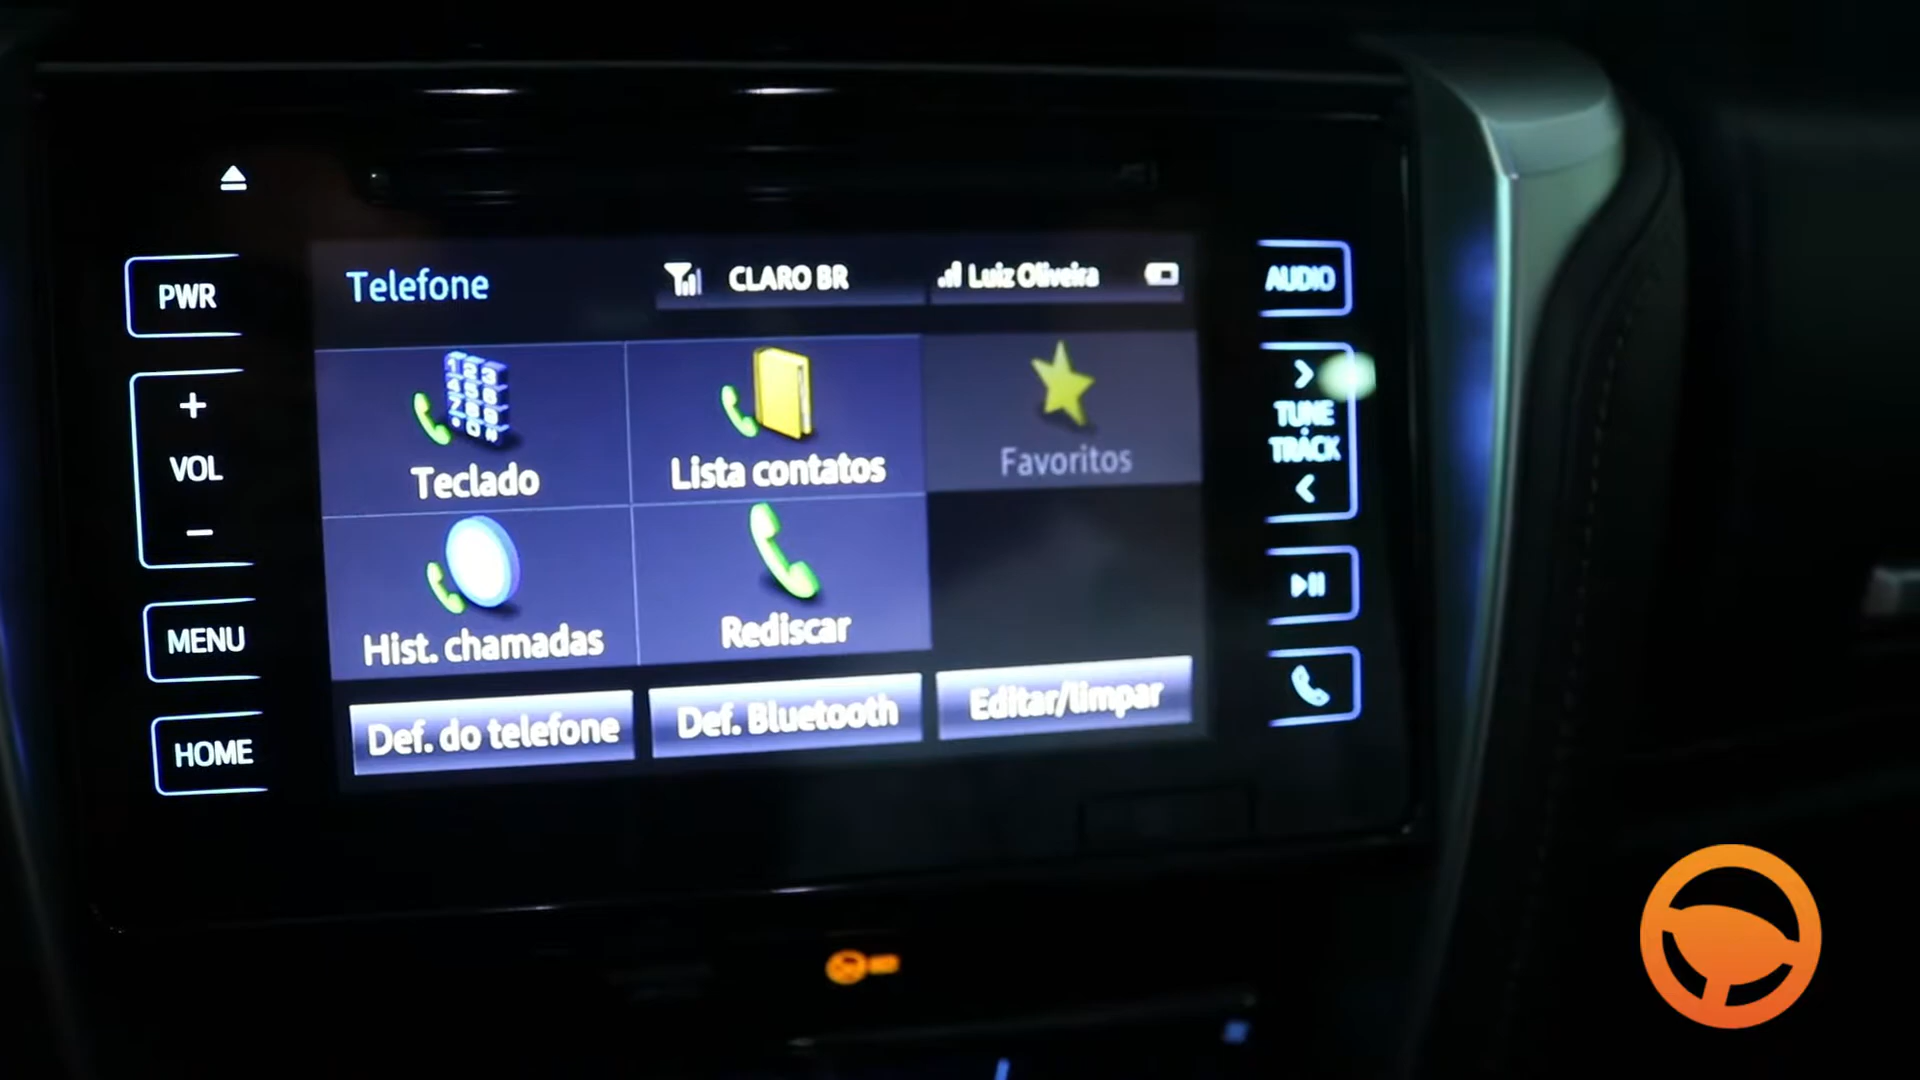 PWR
+
VOL
−
MENU
HOME
Telefone
CLARO BR
Luiz Oliveira
Teclado
Lista contatos
Favoritos
Hist. chamadas
Rediscar
Def. do telefone
Def. Bluetooth
Editar/limpar
AUDIO
>
TUNE
TRACK
<